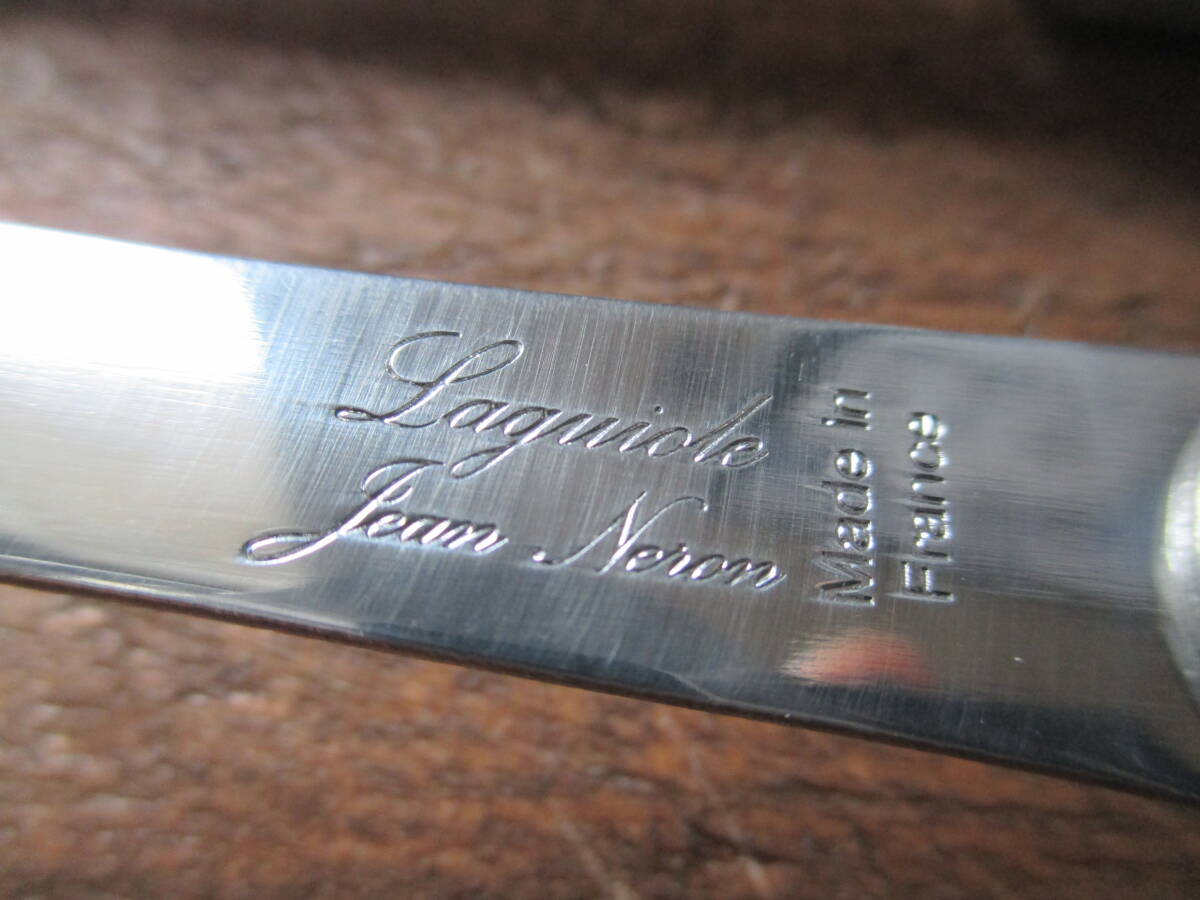 Laguiole
Jean Neron
Made in
France